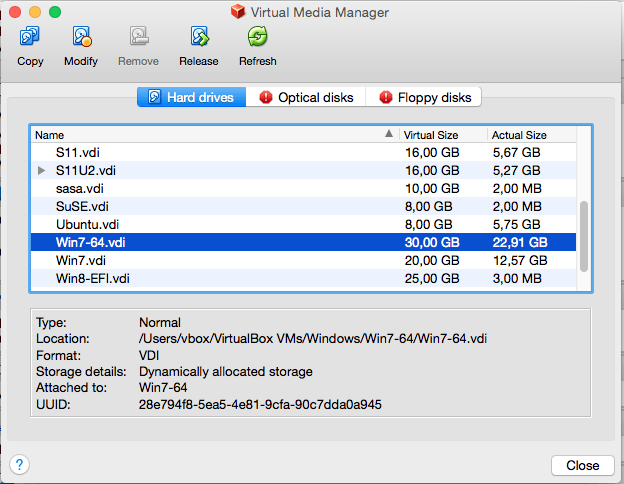 Virtual Media Manager
Copy Modify Remove Release Refresh
Hard drives Optical disks Floppy disks
Name Virtual Size Actual Size
S11.vdi 16,00 GB 5,67 GB
S11U2.vdi 16,00 GB 5,27 GB
sasa.vdi 10,00 GB 2,00 MB
SuSE.vdi 8,00 GB 2,00 MB
Ubuntu.vdi 8,00 GB 5,75 GB
Win7-64.vdi 30,00 GB 22,91 GB
Win7.vdi 20,00 GB 12,57 GB
Win8-EFI.vdi 25,00 GB 3,00 MB
Type: Normal
Location: /Users/vbox/VirtualBox VMs/Windows/Win7-64/Win7-64.vdi
Format: VDI
Storage details: Dynamically allocated storage
Attached to: Win7-64
UUID: 28e794f8-5ea5-4e81-9cfa-90c7dda0a945
? Close